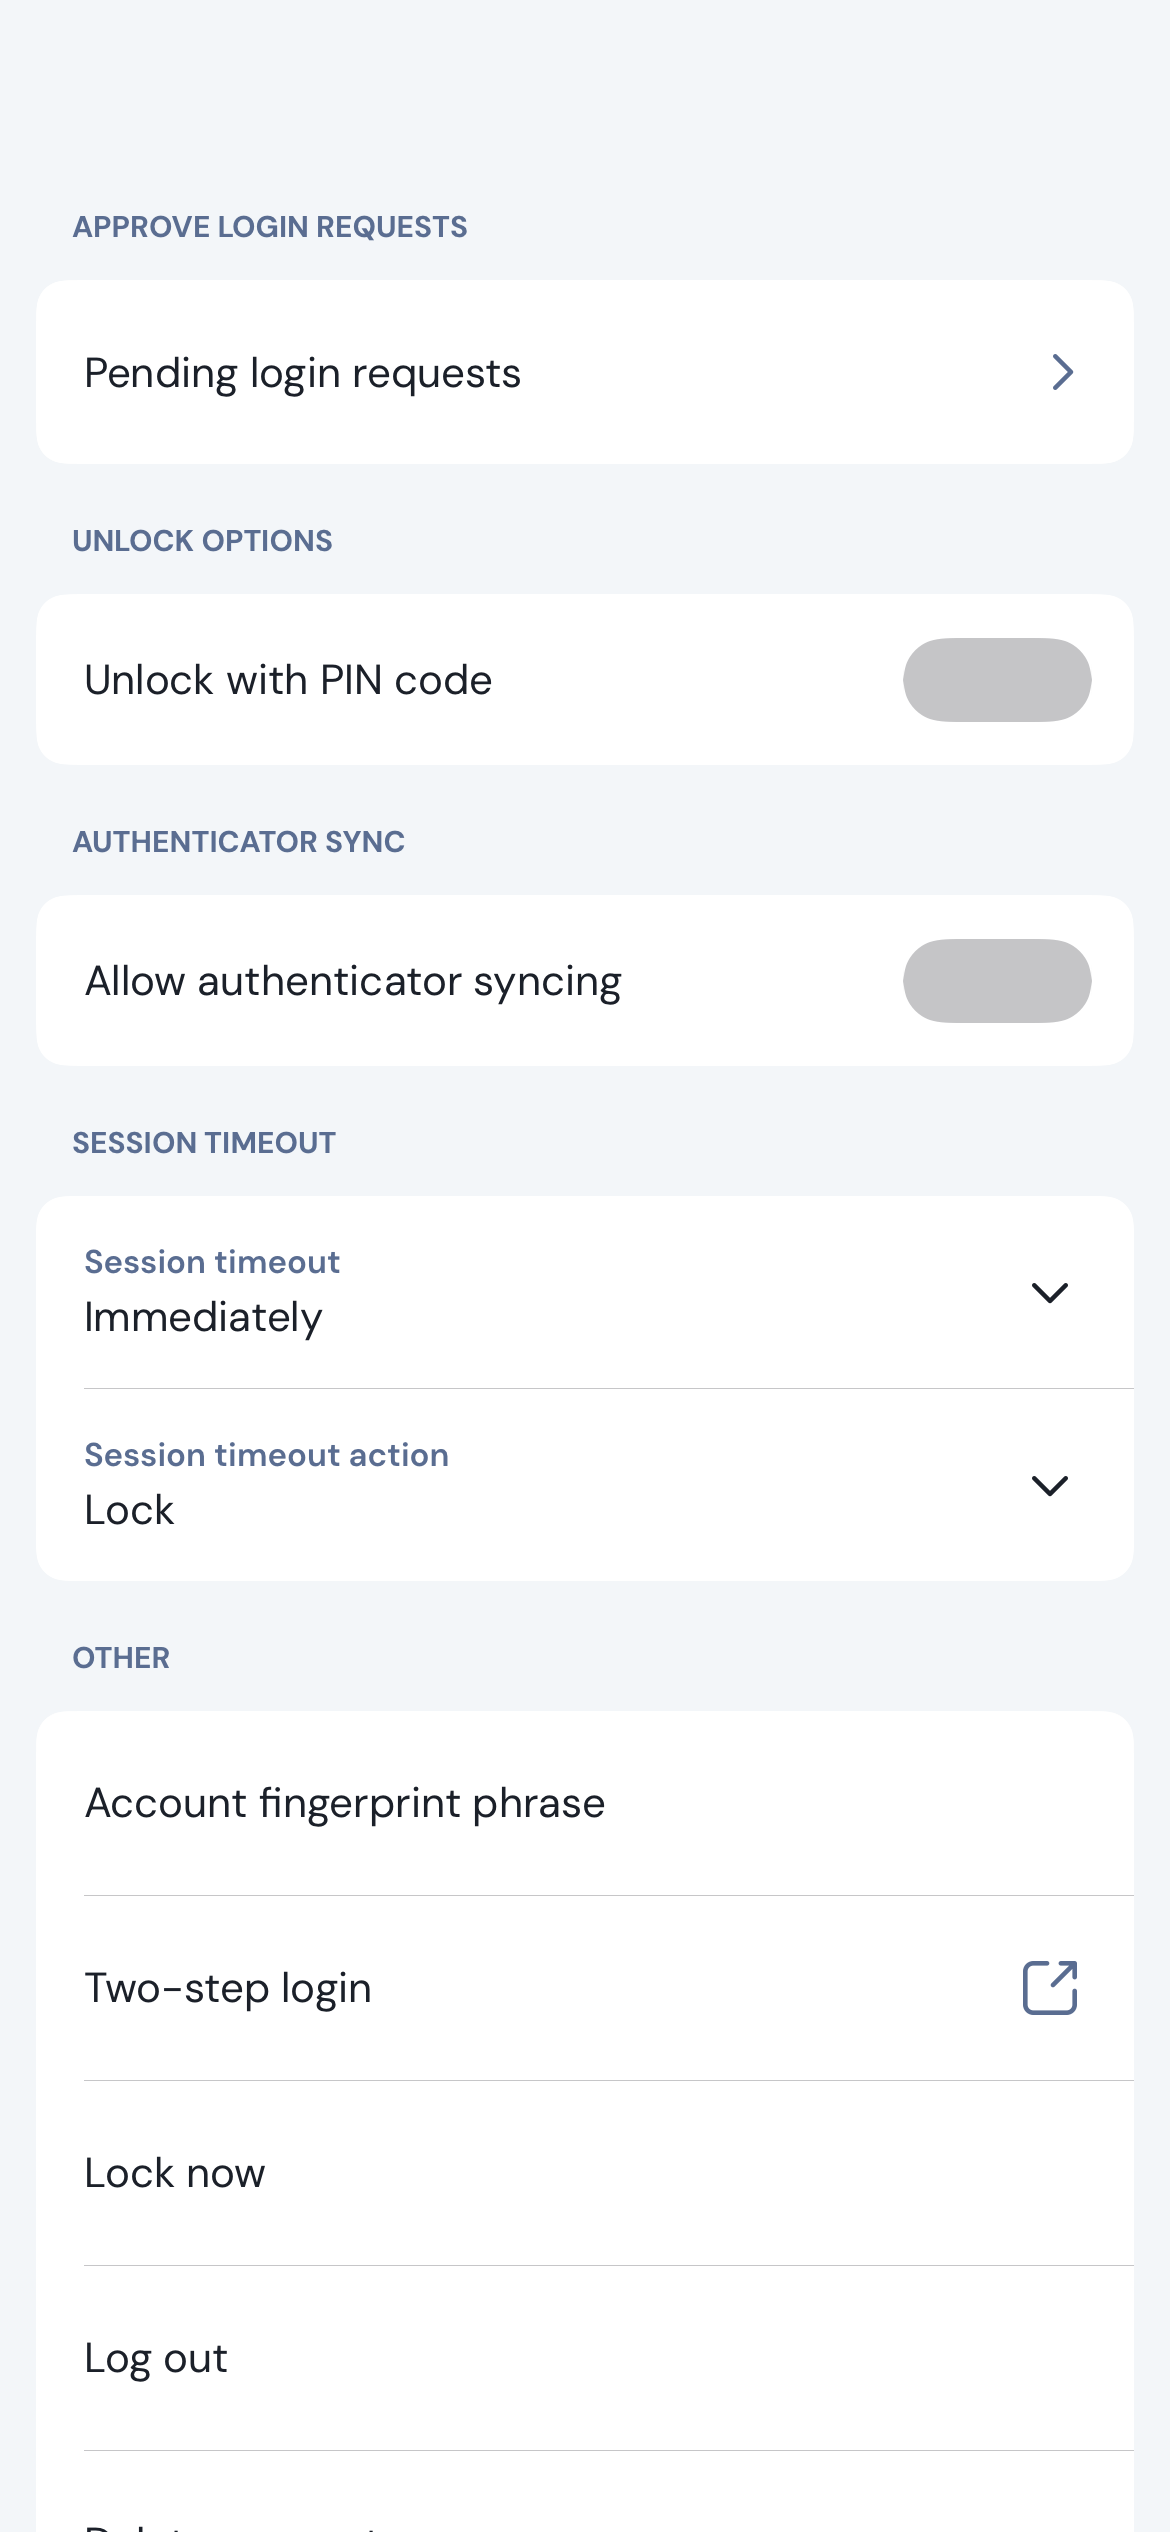 APPROVE LOGIN REQUESTS
Pending login requests
UNLOCK OPTIONS
Unlock with PIN code
AUTHENTICATOR SYNC
Allow authenticator syncing
SESSION TIMEOUT
Session timeout
Immediately
Session timeout action
Lock
OTHER
Account fingerprint phrase
Two-step login
Lock now
Log out